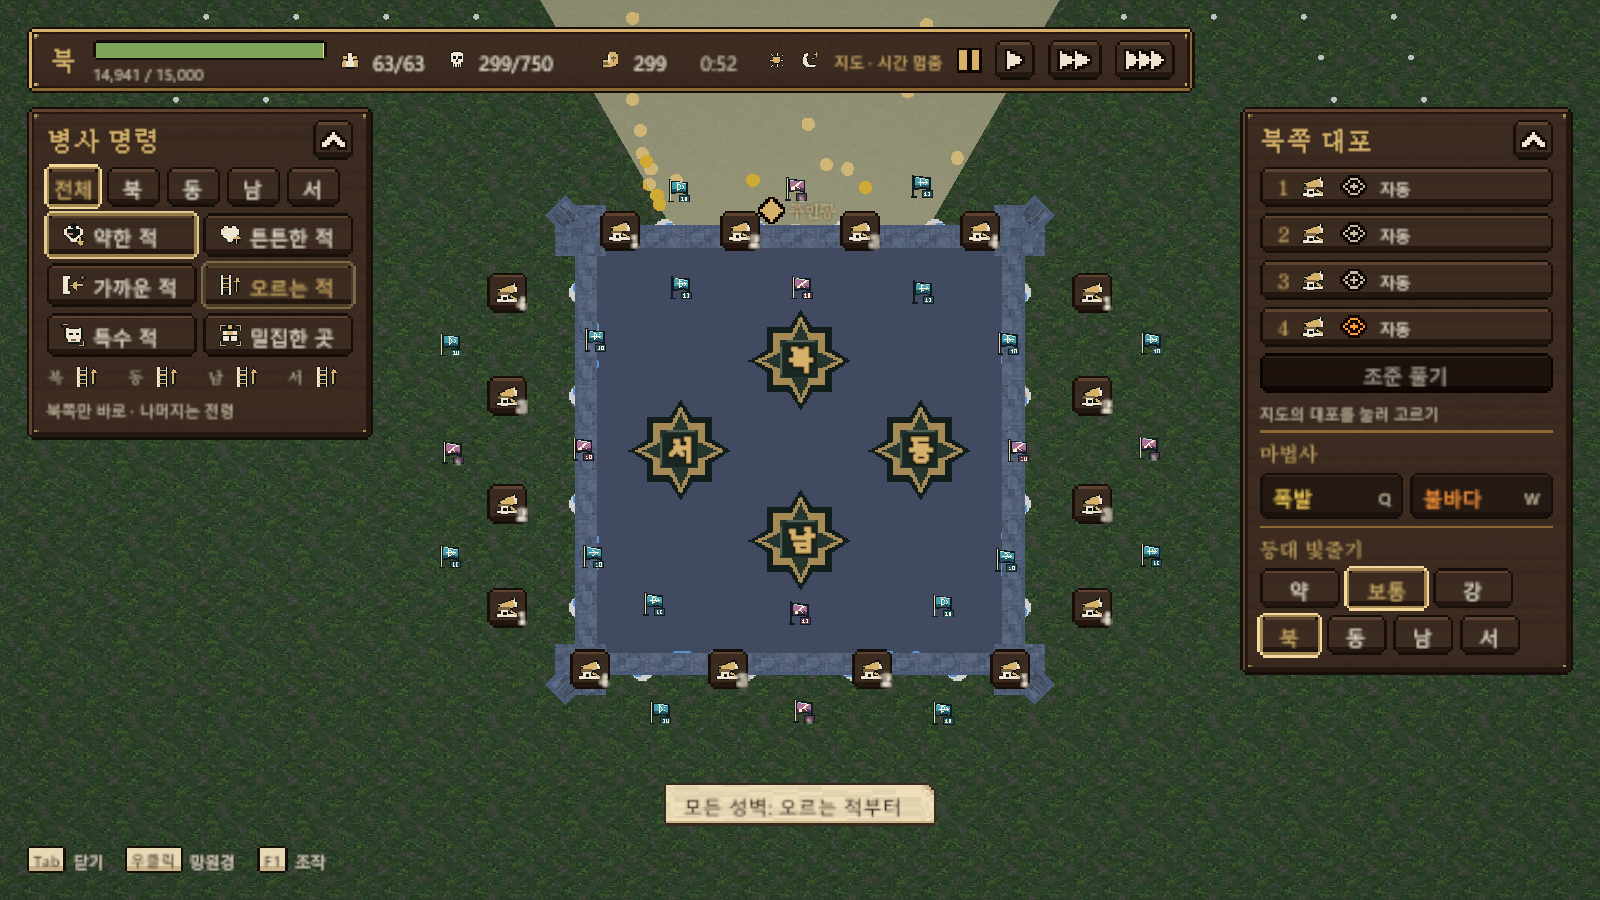 북
14,941 / 15,000
63/63
299/750
299
0:52
지도 · 시간 멈춤
병사 명령
전체 북 동 남 서
약한 적 튼튼한 적
가까운 적 오르는 적
특수 적 밀집한 곳
북 동 남 서
북쪽만 바로 · 나머지는 전령
주인공
북
서 동
남
북쪽 대포
1 자동
2 자동
3 자동
4 자동
조준 풀기
지도의 대포를 눌러 고르기
마법사
폭발 Q 불바다 W
등대 빛줄기
약 보통 강
북 동 남 서
모든 성벽: 오르는 적부터
Tab 닫기 우클릭 망원경 F1 조작